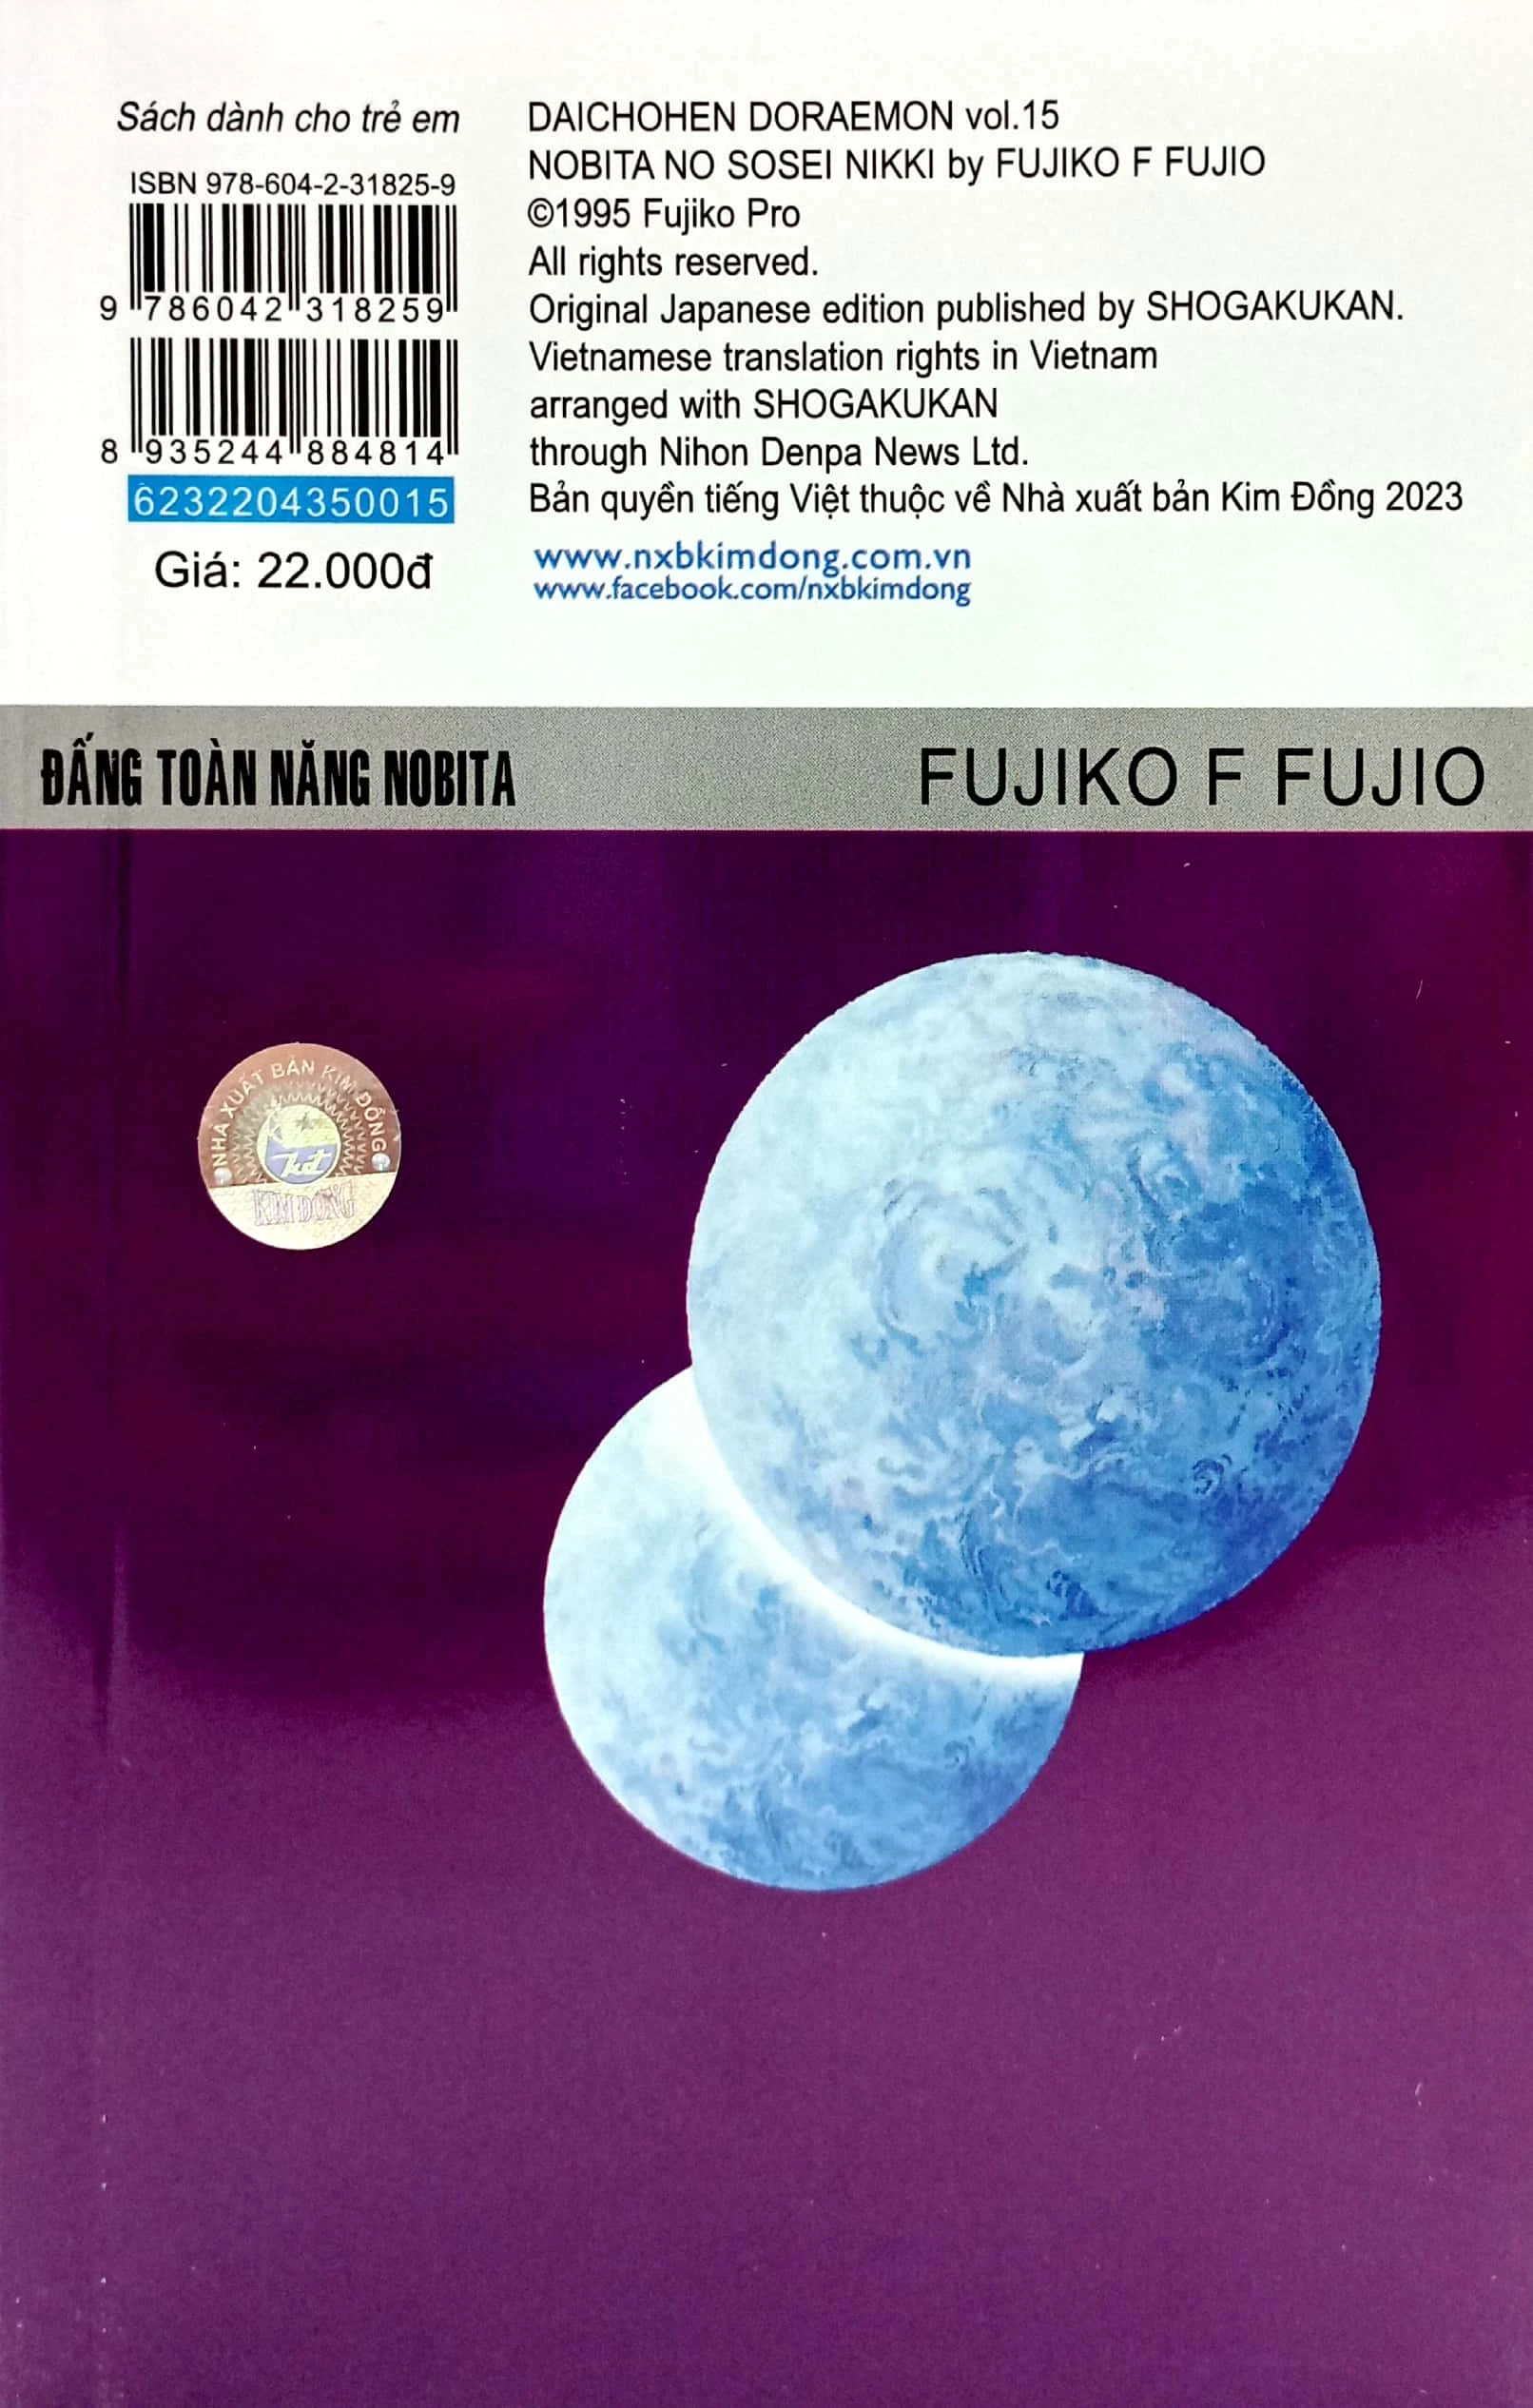 Sách dành cho trẻ em
ISBN 978-604-2-31825-9
9 786042 318259
8 935244 884814
6232204350015
Giá: 22.000đ
DAICHOHEN DORAEMON vol.15
NOBITA NO SOSEI NIKKI by FUJIKO F FUJIO
©1995 Fujiko Pro
All rights reserved.
Original Japanese edition published by SHOGAKUKAN.
Vietnamese translation rights in Vietnam
arranged with SHOGAKUKAN
through Nihon Denpa News Ltd.
Bản quyền tiếng Việt thuộc về Nhà xuất bản Kim Đồng 2023
www.nxbkimdong.com.vn
www.facebook.com/nxbkimdong
ĐẤNG TOÀN NĂNG NOBITA
FUJIKO F FUJIO
NHÀ XUẤT BẢN KIM ĐỒNG
kđ
KIM ĐỒNG